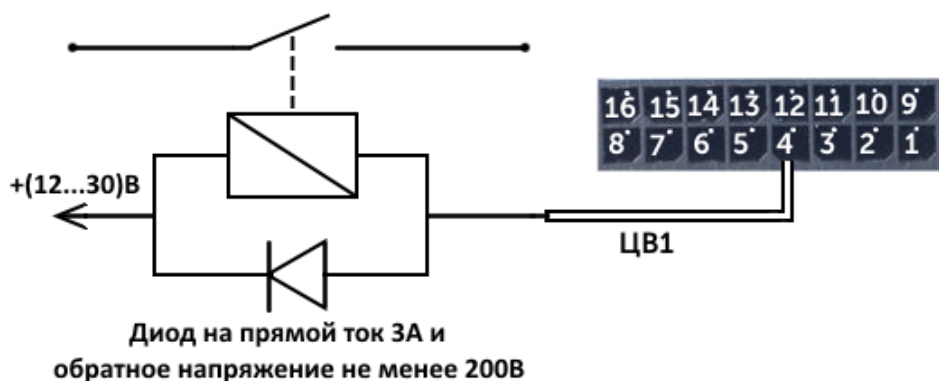 16 15 14 13 12 11 10 9
8 7 6 5 4 3 2 1
+(12...30)В
ЦВ1
Диод на прямой ток 3А и
обратное напряжение не менее 200В